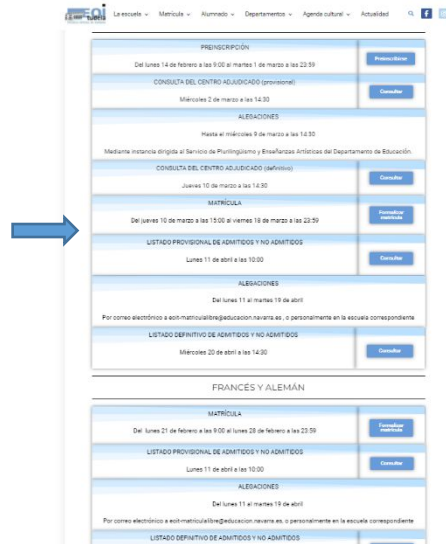 La escuela Matrícula Alumnado Departamentos Agenda cultural Actualidad
PREINSCRIPCIÓN
Del lunes 14 de febrero a las 9:00 al martes 1 de marzo a las 23:59
Preinscribirse
CONSULTA DEL CENTRO ADJUDICADO (provisional)
Miércoles 2 de marzo a las 14:30
Consultar
ALEGACIONES
Hasta el miércoles 9 de marzo a las 14:30
Mediante instancia dirigida al Servicio de Plurilingüismo y Enseñanzas Artísticas del Departamento de Educación.
CONSULTA DEL CENTRO ADJUDICADO (definitivo)
Jueves 10 de marzo a las 14:30
Consultar
MATRÍCULA
Del jueves 10 de marzo a las 15:00 al viernes 18 de marzo a las 23:59
Formalizar
matrícula
LISTADO PROVISIONAL DE ADMITIDOS Y NO ADMITIDOS
Lunes 11 de abril a las 10:00
Consultar
ALEGACIONES
Del lunes 11 al martes 19 de abril
Por correo electrónico a eoit-matriculalibre@educacion.navarra.es , o personalmente en la escuela correspondiente
LISTADO DEFINITIVO DE ADMITIDOS Y NO ADMITIDOS
Miércoles 20 de abril a las 14:30
Consultar
FRANCÉS Y ALEMÁN
MATRÍCULA
Del lunes 21 de febrero a las 9:00 al lunes 28 de febrero a las 23:59
Formalizar
matrícula
LISTADO PROVISIONAL DE ADMITIDOS Y NO ADMITIDOS
Lunes 11 de abril a las 10:00
Consultar
ALEGACIONES
Del lunes 11 al martes 19 de abril
Por correo electrónico a eoit-matriculalibre@educacion.navarra.es, o personalmente en la escuela correspondiente
LISTADO DEFINITIVO DE ADMITIDOS Y NO ADMITIDOS